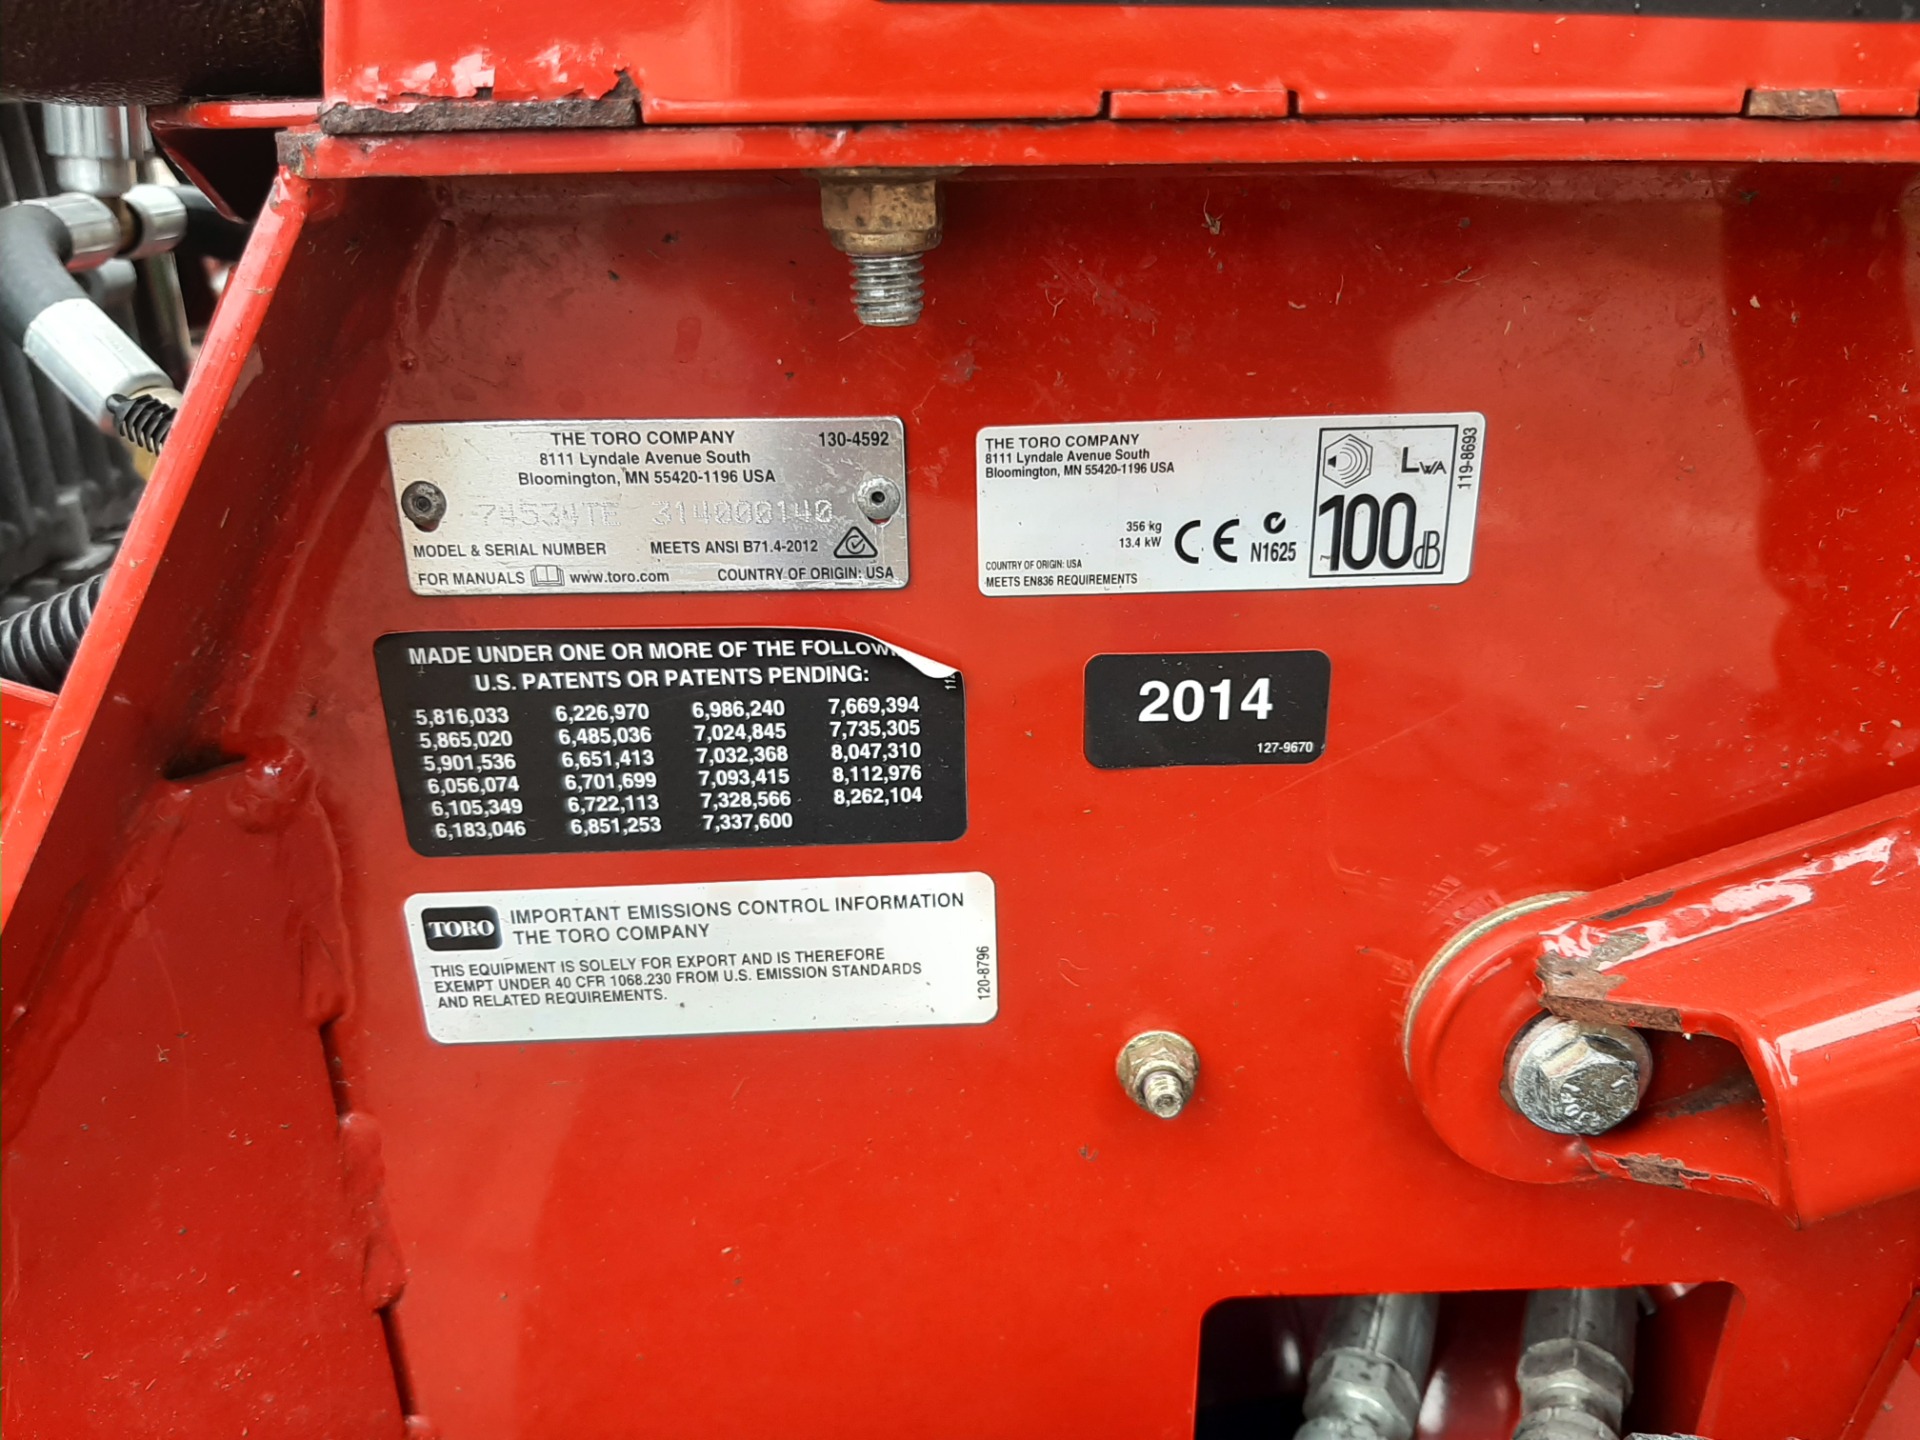 THE TORO COMPANY 130-4592
8111 Lyndale Avenue South
Bloomington, MN 55420-1196 USA
74534TE 314000140
MODEL & SERIAL NUMBER MEETS ANSI B71.4-2012
FOR MANUALS www.toro.com COUNTRY OF ORIGIN: USA
THE TORO COMPANY
8111 Lyndale Avenue South
Bloomington, MN 55420-1196 USA
356 kg
13.4 kW
CE
N1625
COUNTRY OF ORIGIN: USA
MEETS EN836 REQUIREMENTS
LWA
100dB
119-8693
MADE UNDER ONE OR MORE OF THE
U.S. PATENTS OR PATENTS PENDING:
5,816,033 6,226,970 6,986,240 7,669,394
5,865,020 6,485,036 7,024,845 7,735,305
5,901,536 6,651,413 7,032,368 8,047,310
6,056,074 6,701,699 7,093,415 8,112,976
6,105,349 6,722,113 7,328,566 8,262,104
6,183,046 6,851,253 7,337,600
2014
127-9670
TORO IMPORTANT EMISSIONS CONTROL INFORMATION
THE TORO COMPANY
THIS EQUIPMENT IS SOLELY FOR EXPORT AND IS THEREFORE
EXEMPT UNDER 40 CFR 1068.230 FROM U.S. EMISSION STANDARDS
AND RELATED REQUIREMENTS.
120-8796